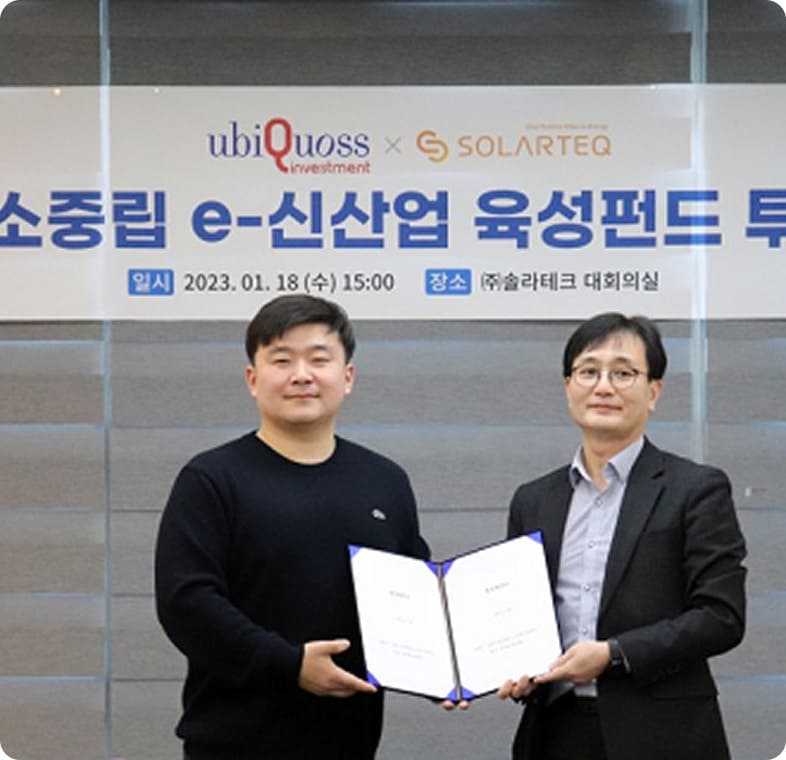 ubiQuoss investment × SOLARTEQ
소중립 e-신산업 육성펀드 투
일시 2023. 01. 18 (수) 15:00 장소 ㈜솔라테크 대회의실